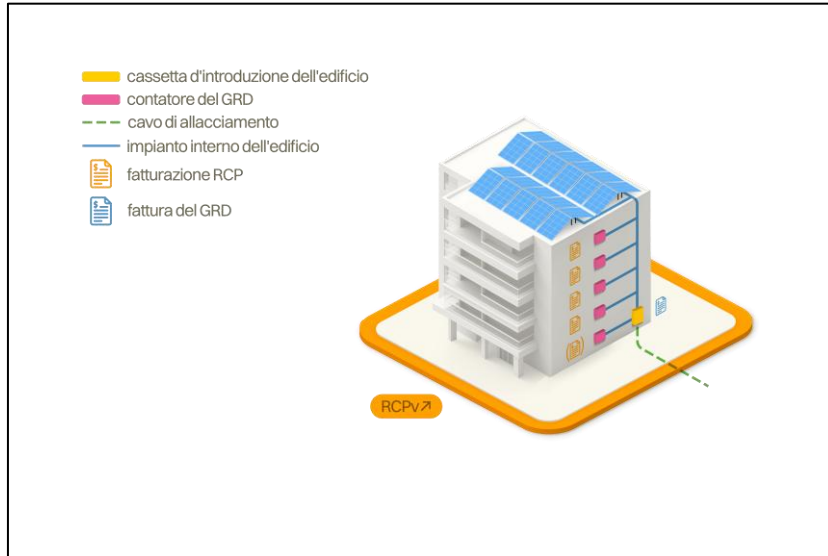 cassetta d'introduzione dell'edificio
contatore del GRD
cavo di allacciamento
impianto interno dell'edificio
fatturazione RCP
fattura del GRD
RCPv↗